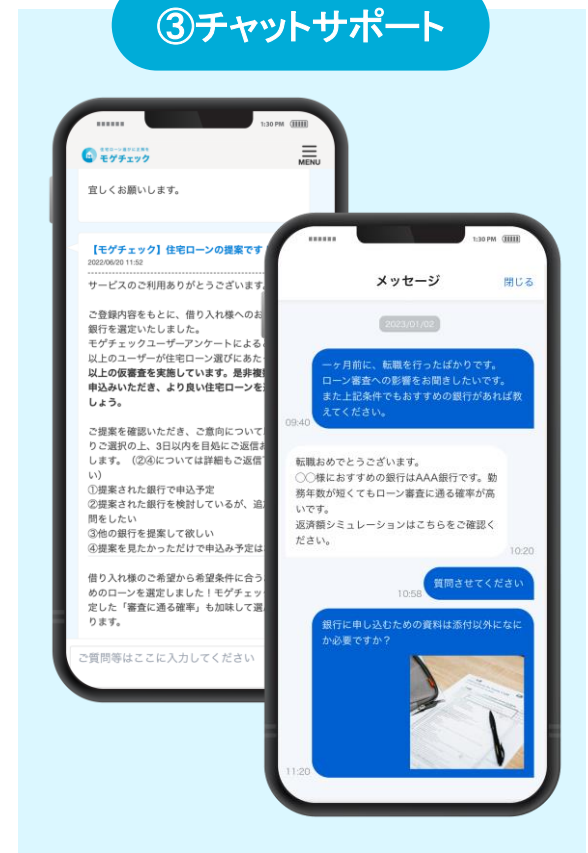 ③チャットサポート
1:30 PM
住宅ローン選びに正解を
モゲチェック
MENU
宜しくお願いします。
【モゲチェック】住宅ローンの提案です
2022/06/20 11:52
サービスのご利用ありがとうございます
ご登録内容をもとに、借り入れ様へのお
銀行を選定いたしました。
モゲチェックユーザーアンケートによると
以上のユーザーが住宅ローン選びにあた
以上の仮審査を実施しています。是非複
申込みいただき、より良い住宅ローンを
しょう。
ご提案を確認いただき、ご意向について
りご選択の上、3日以内を目処にご返信お
します。（②④については詳細もご返信
い）
①提案された銀行で申込予定
②提案された銀行を検討しているが、追
問をしたい
③他の銀行を提案して欲しい
④提案を見たかっただけで申込み予定は
借り入れ様のご希望から希望条件に合う
めのローンを選定しました！モゲチェッ
定した「審査に通る確率」も加味して選
ります。
ご質問等はここに入力してください
1:30 PM
メッセージ
閉じる
2023/01/02
一ヶ月前に、転職を行ったばかりです。
ローン審査への影響をお聞きしたいです。
また上記条件でもおすすめの銀行があれば教
えてください。
09:40
転職おめでとうございます。
○○様におすすめの銀行はAAA銀行です。勤
務年数が短くてもローン審査に通る確率が高
いです。
返済額シミュレーションはこちらをご確認く
ださい。
10:20
質問させてください
10:58
銀行に申し込むための資料は添付以外になに
か必要ですか？
11:20